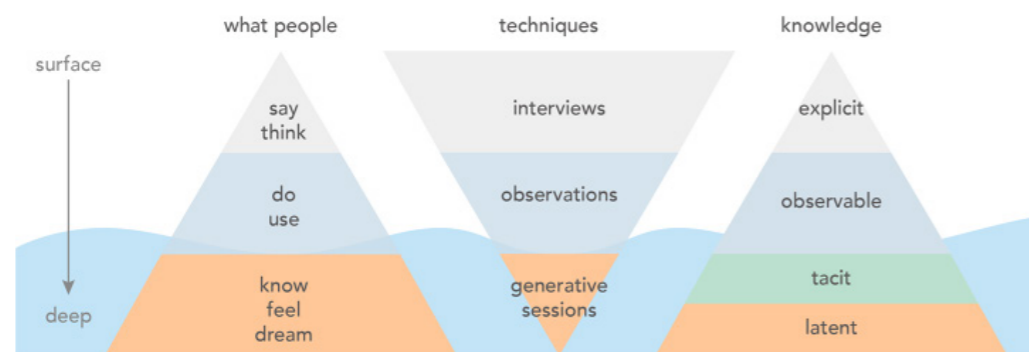 what people
techniques
knowledge
surface
say
think
interviews
explicit
do
use
observations
observable
know
feel
dream
generative
sessions
tacit
latent
deep